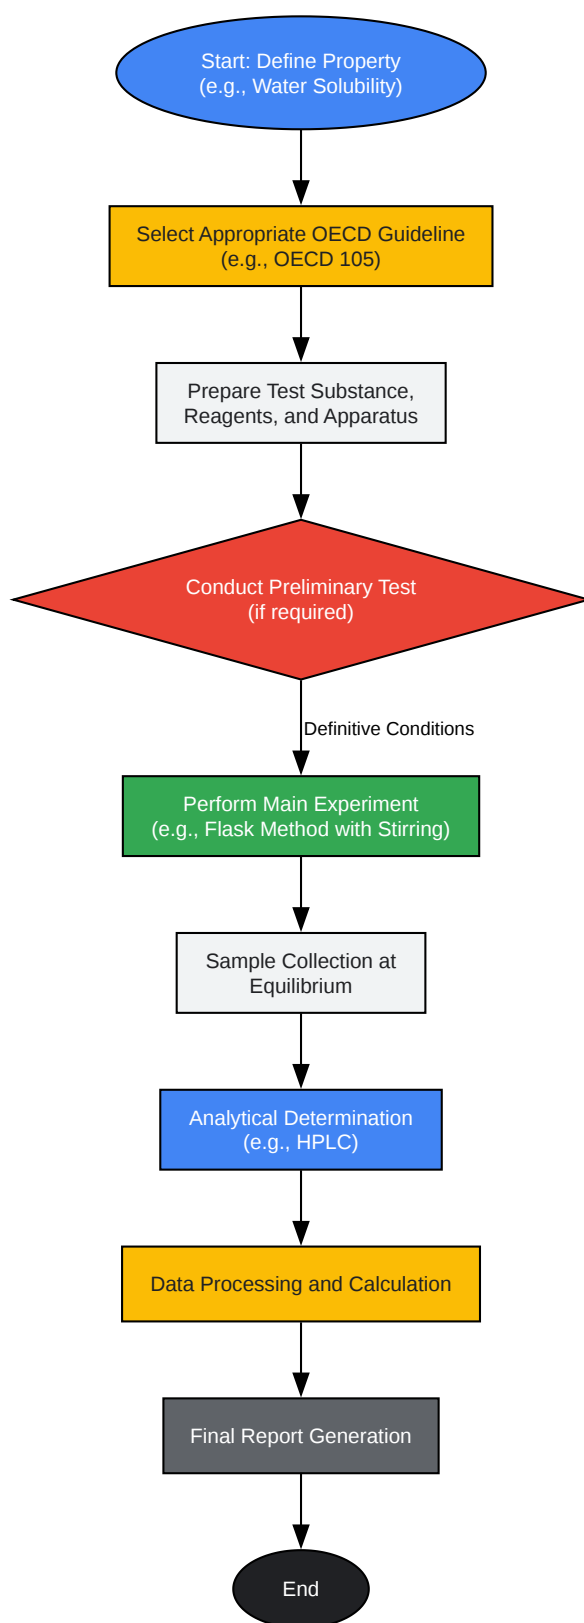 Start: Define Property
(e.g., Water Solubility)
Select Appropriate OECD Guideline
(e.g., OECD 105)
Prepare Test Substance,
Reagents, and Apparatus
Conduct Preliminary Test
(if required)
Definitive Conditions
Perform Main Experiment
(e.g., Flask Method with Stirring)
Sample Collection at
Equilibrium
Analytical Determination
(e.g., HPLC)
Data Processing and Calculation
Final Report Generation
End